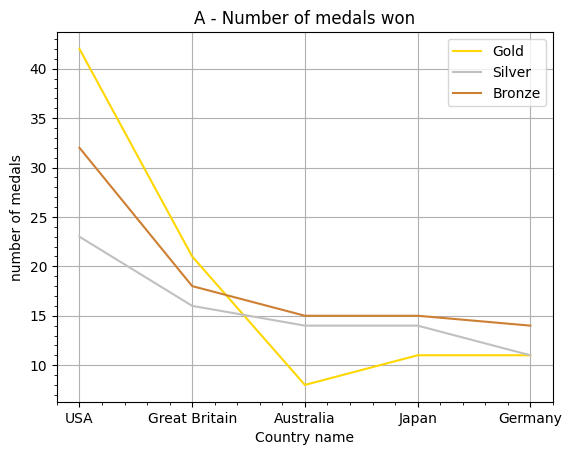 A - Number of medals won
Gold
Silver
Bronze
number of medals
40
35
30
25
20
15
10
USA
Great Britain
Australia
Japan
Germany
Country name